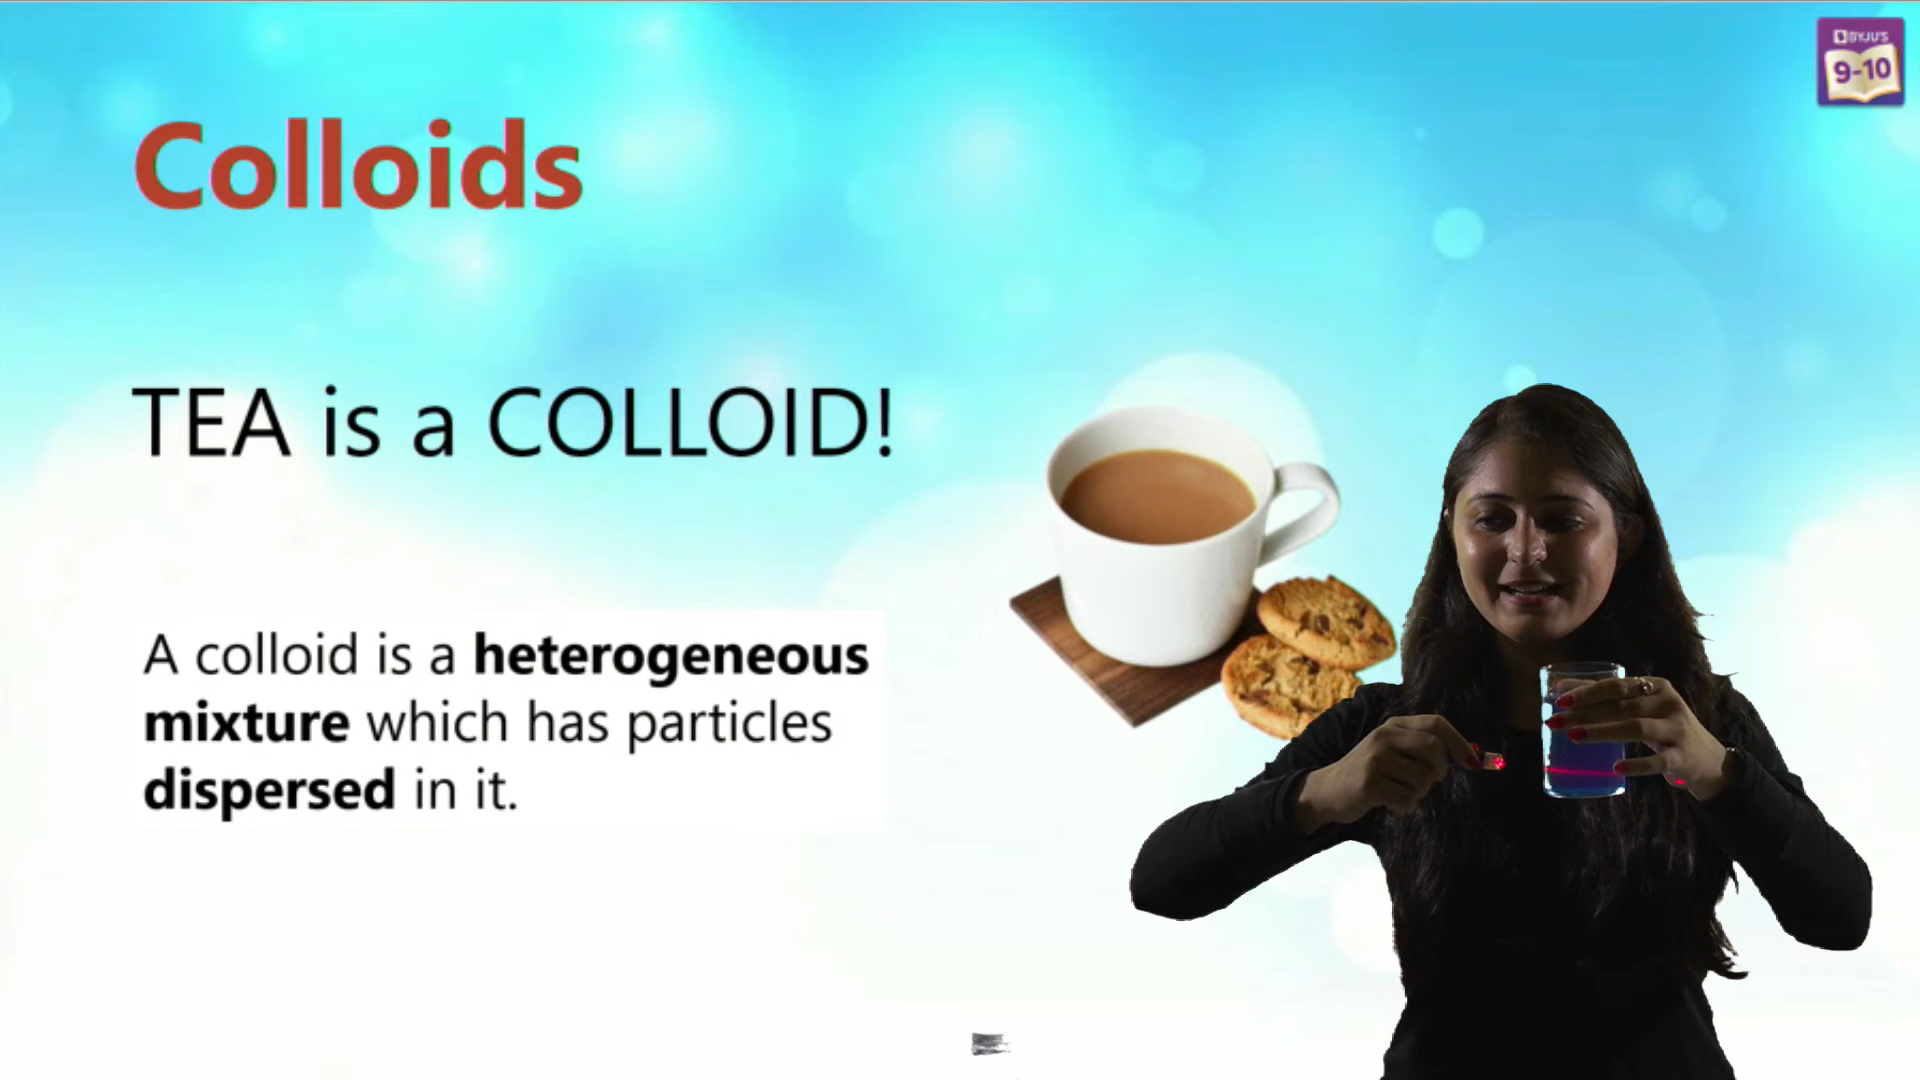 BYJU'S
9-10
Colloids
TEA is a COLLOID!
A colloid is a heterogeneous
mixture which has particles
dispersed in it.